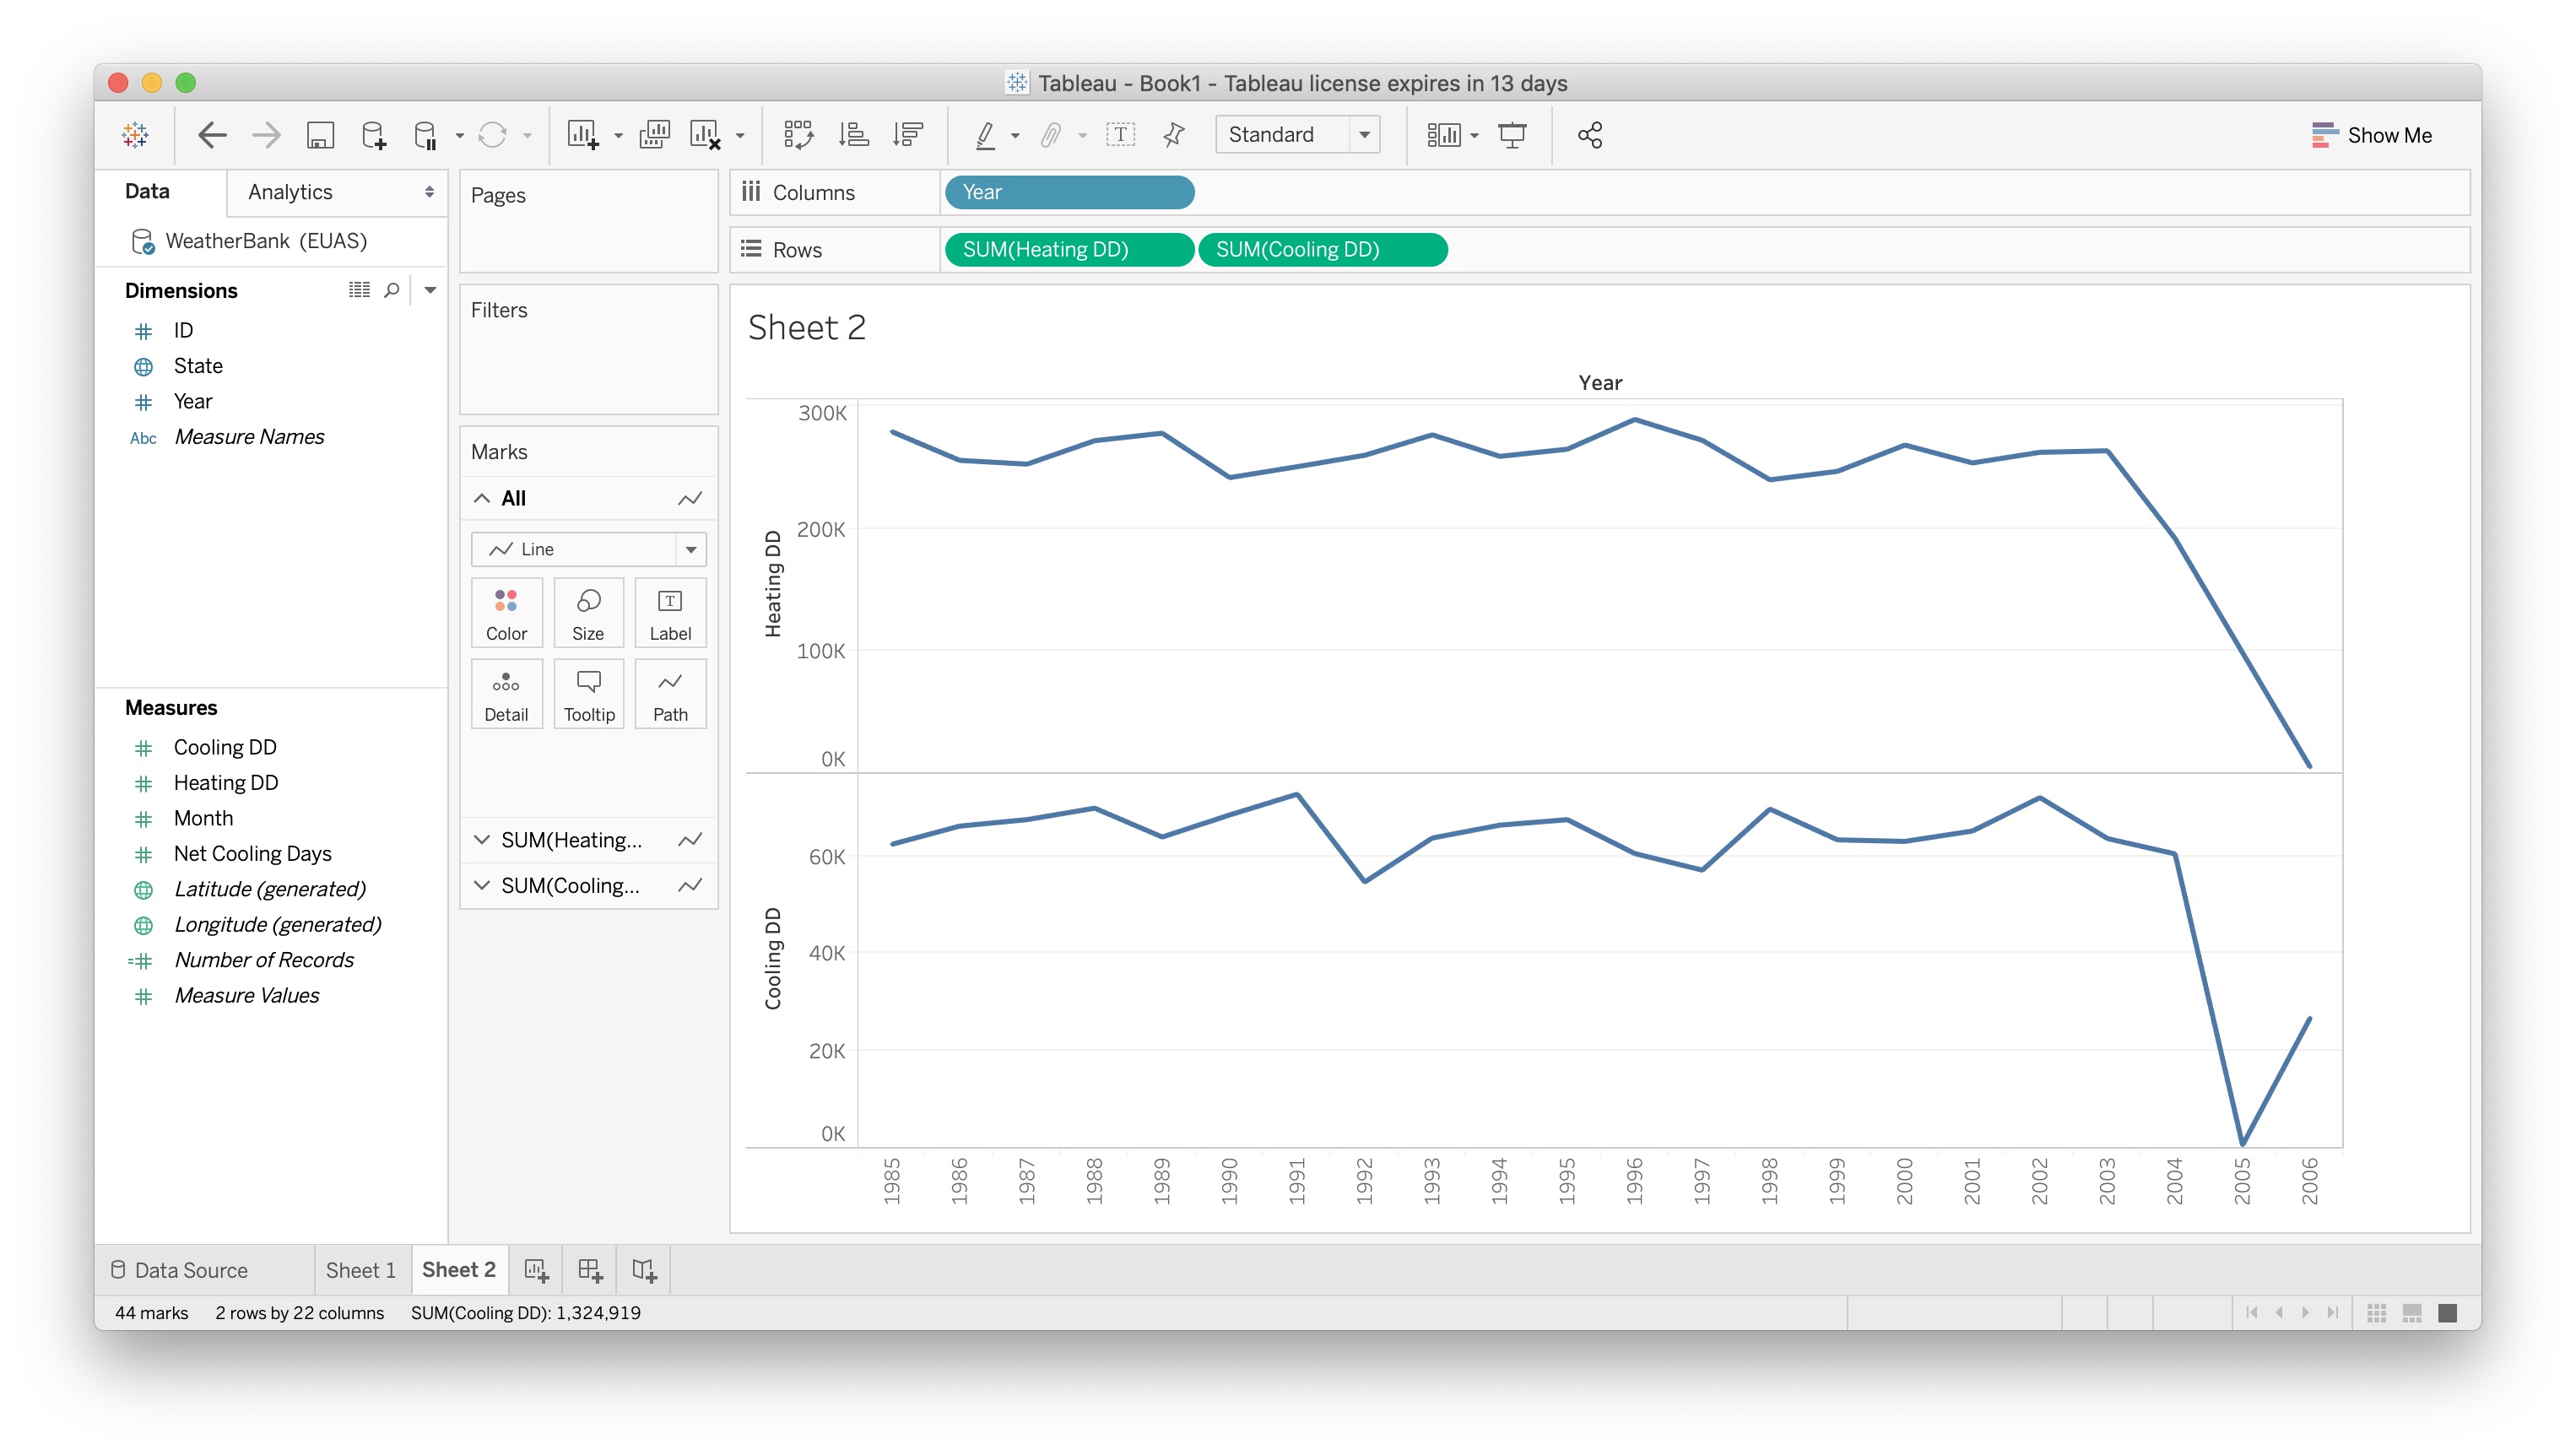 Tableau - Book1 - Tableau license expires in 13 days
Standard
Show Me
Data
Analytics
WeatherBank (EUAS)
Dimensions
ID
State
Year
Abc Measure Names
Measures
Cooling DD
Heating DD
Month
Net Cooling Days
Latitude (generated)
Longitude (generated)
Number of Records
Measure Values
Pages
Filters
Marks
All
Line
Color
Size
Label
Detail
Tooltip
Path
SUM(Heating...
SUM(Cooling...
Columns
Year
Rows
SUM(Heating DD)
SUM(Cooling DD)
Sheet 2
Year
300K
200K
100K
0K
Heating DD
60K
40K
20K
0K
Cooling DD
1985
1986
1987
1988
1989
1990
1991
1992
1993
1994
1995
1996
1997
1998
1999
2000
2001
2002
2003
2004
2005
2006
Data Source
Sheet 1
Sheet 2
44 marks
2 rows by 22 columns
SUM(Cooling DD): 1,324,919